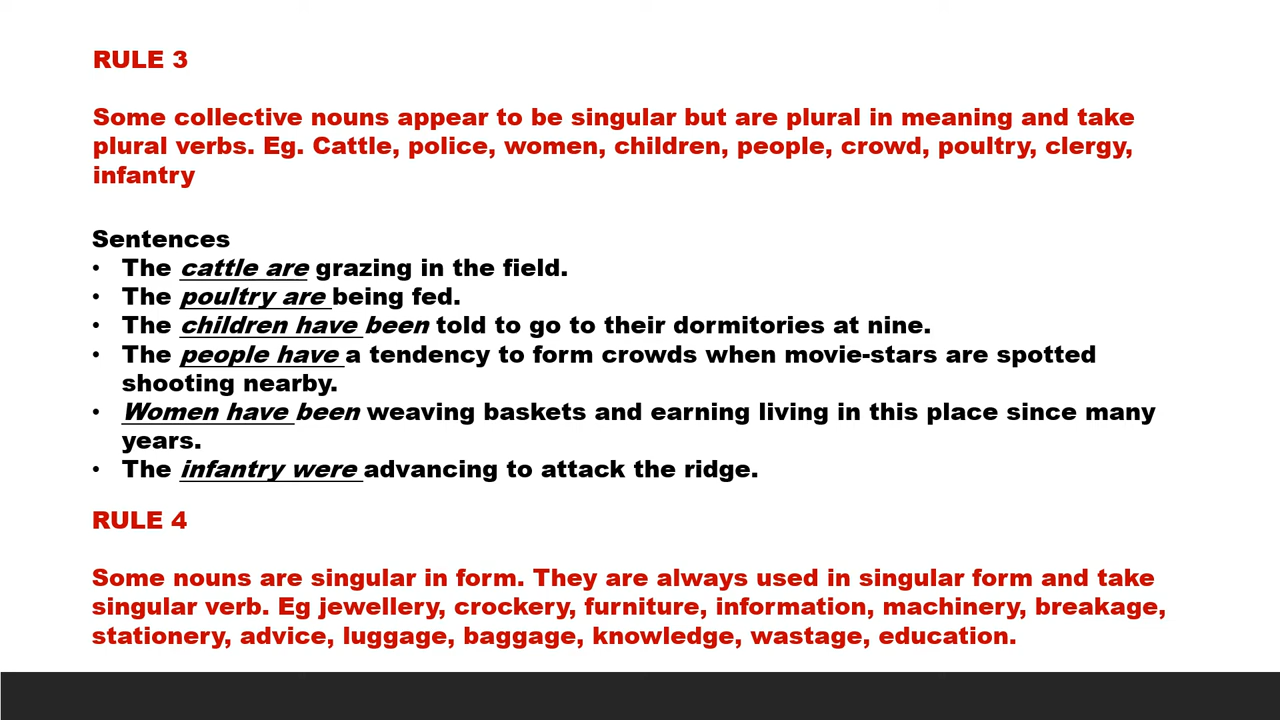 RULE 3
Some collective nouns appear to be singular but are plural in meaning and take
plural verbs. Eg. Cattle, police, women, children, people, crowd, poultry, clergy,
infantry
Sentences
• The cattle are grazing in the field.
• The poultry are being fed.
• The children have been told to go to their dormitories at nine.
• The people have a tendency to form crowds when movie-stars are spotted
shooting nearby.
• Women have been weaving baskets and earning living in this place since many
years.
• The infantry were advancing to attack the ridge.
RULE 4
Some nouns are singular in form. They are always used in singular form and take
singular verb. Eg jewellery, crockery, furniture, information, machinery, breakage,
stationery, advice, luggage, baggage, knowledge, wastage, education.